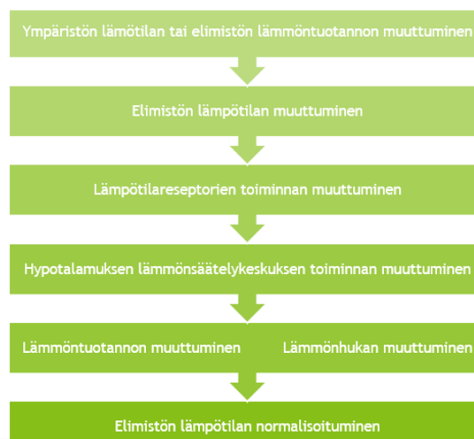 Ympäristön lämötilan tai elimistön lämmöntuotannon muuttuminen
Elimistön lämpötilan muuttuminen
Lämpötilareseptorien toiminnan muuttuminen
Hypotalamuksen lämmönsäätelykeskuksen toiminnan muuttuminen
Lämmöntuotannon muuttuminen Lämmönhukan muuttuminen
Elimistön lämpötilan normalisoituminen